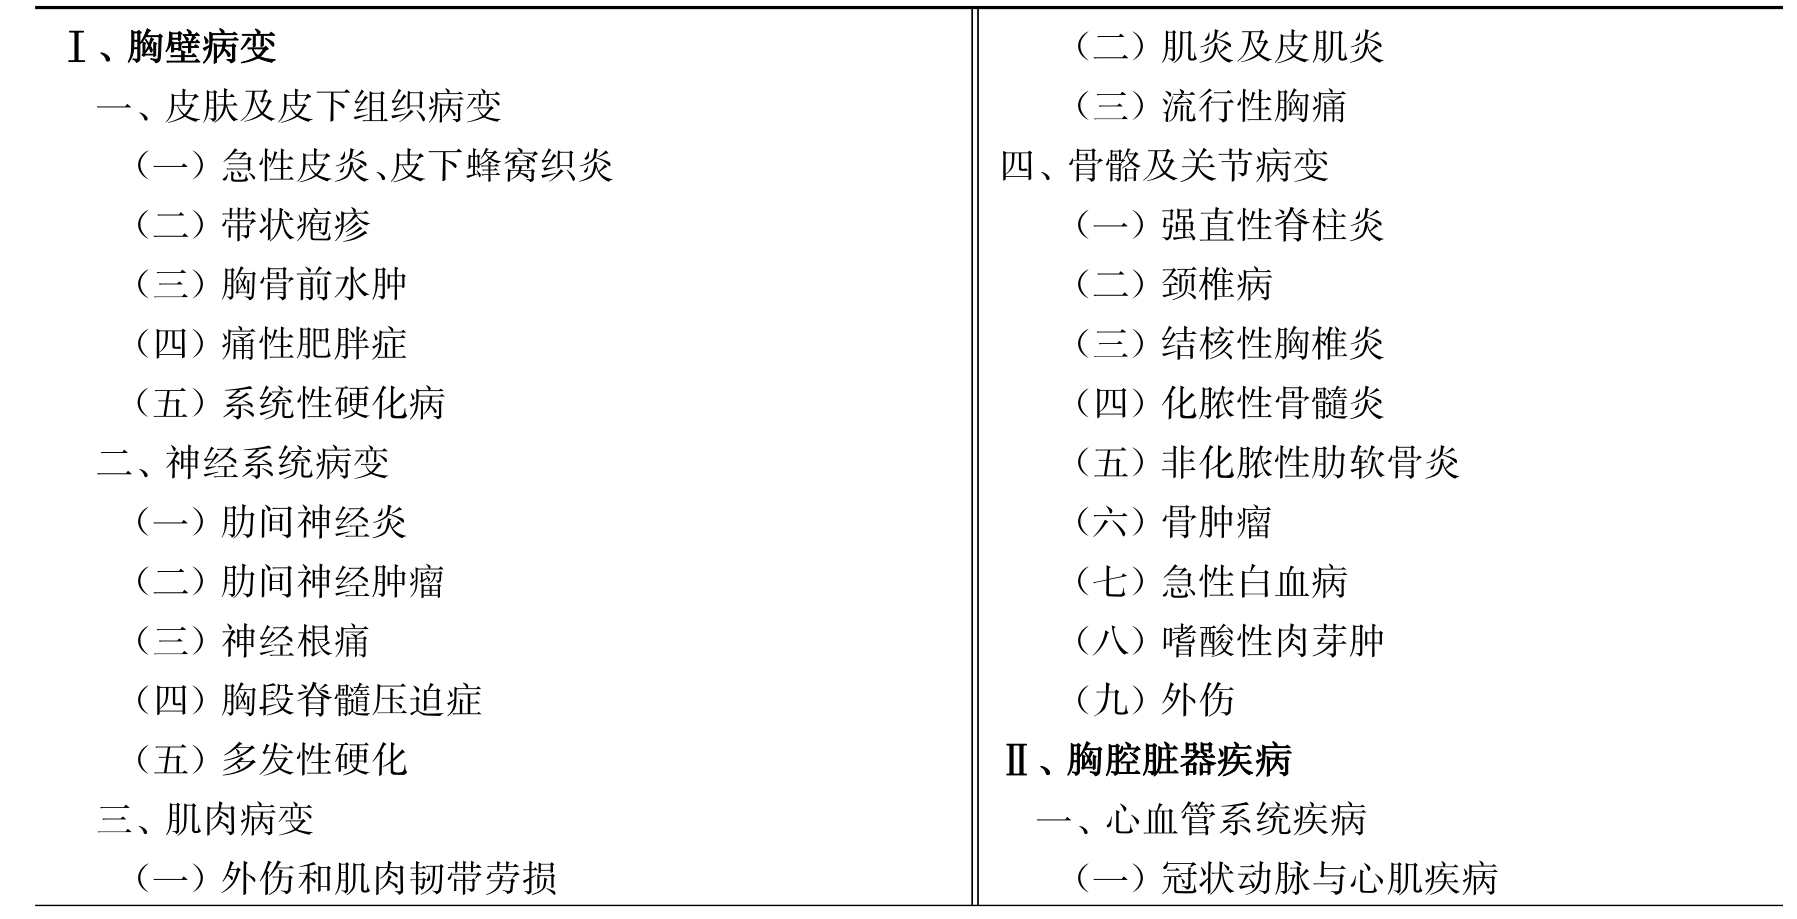 Ⅰ、胸壁病变
一、皮肤及皮下组织病变
（一）急性皮炎、皮下蜂窝织炎
（二）带状疱疹
（三）胸骨前水肿
（四）痛性肥胖症
（五）系统性硬化病
二、神经系统病变
（一）肋间神经炎
（二）肋间神经肿瘤
（三）神经根痛
（四）胸段脊髓压迫症
（五）多发性硬化
三、肌肉病变
（一）外伤和肌肉韧带劳损
（二）肌炎及皮肌炎
（三）流行性胸痛
四、骨骼及关节病变
（一）强直性脊柱炎
（二）颈椎病
（三）结核性胸椎炎
（四）化脓性骨髓炎
（五）非化脓性肋软骨炎
（六）骨肿瘤
（七）急性白血病
（八）嗜酸性肉芽肿
（九）外伤
Ⅱ、胸腔脏器疾病
一、心血管系统疾病
（一）冠状动脉与心肌疾病